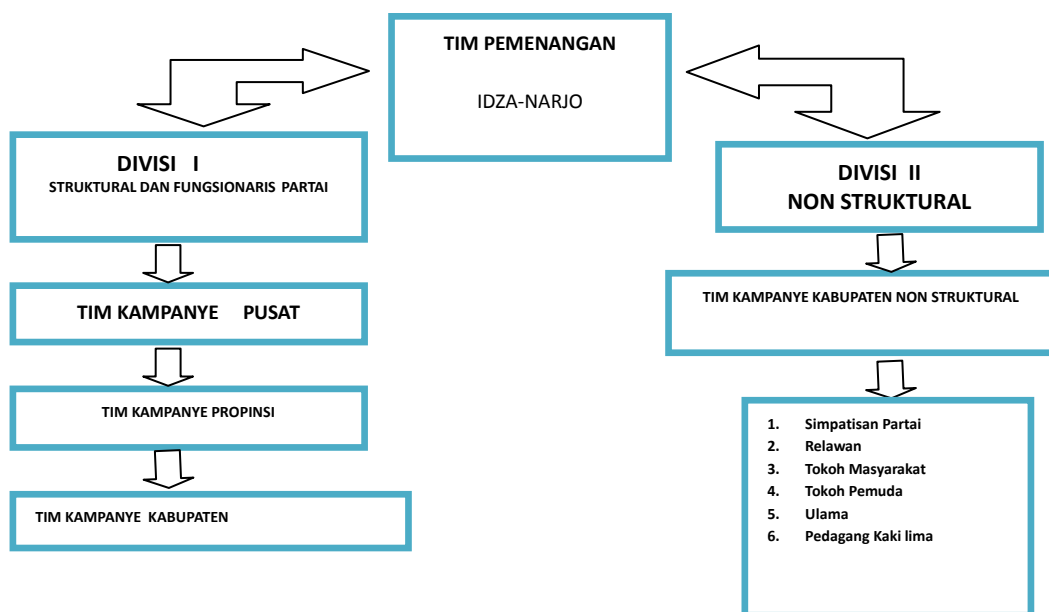 TIM PEMENANGAN
IDZA-NARJO
DIVISI I
STRUKTURAL DAN FUNGSIONARIS PARTAI
TIM KAMPANYE PUSAT
TIM KAMPANYE PROPINSI
TIM KAMPANYE KABUPATEN
DIVISI II
NON STRUKTURAL
TIM KAMPANYE KABUPATEN NON STRUKTURAL
1. Simpatisan Partai
2. Relawan
3. Tokoh Masyarakat
4. Tokoh Pemuda
5. Ulama
6. Pedagang Kaki lima